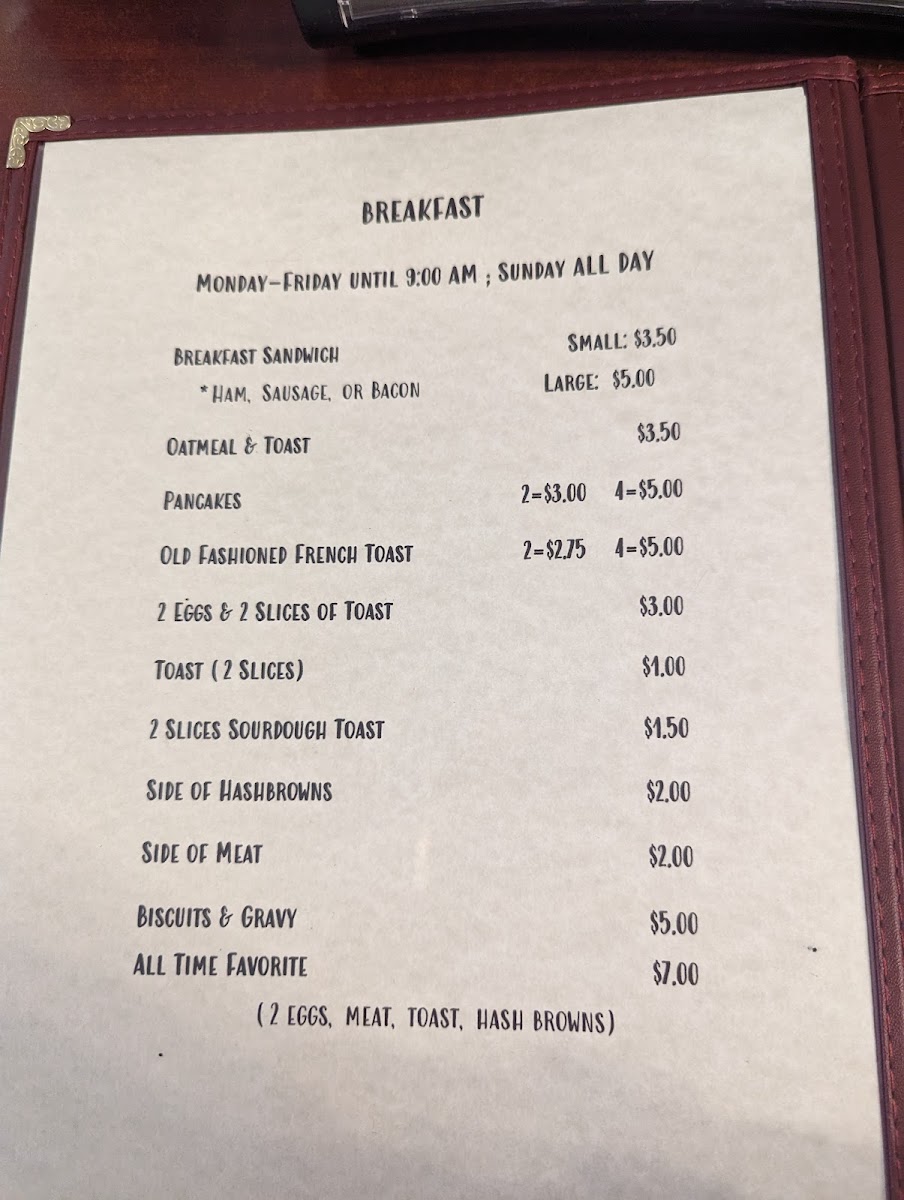 BREAKFAST
MONDAY-FRIDAY UNTIL 9:00 AM ; SUNDAY ALL DAY
BREAKFAST SANDWICH SMALL: $3.50
*HAM, SAUSAGE, OR BACON LARGE: $5.00
OATMEAL & TOAST $3.50
PANCAKES 2=$3.00 4=$5.00
OLD FASHIONED FRENCH TOAST 2=$2.75 4=$5.00
2 EGGS & 2 SLICES OF TOAST $3.00
TOAST (2 SLICES) $1.00
2 SLICES SOURDOUGH TOAST $1.50
SIDE OF HASHBROWNS $2.00
SIDE OF MEAT $2.00
BISCUITS & GRAVY $5.00
ALL TIME FAVORITE $7.00
(2 EGGS, MEAT, TOAST, HASH BROWNS)